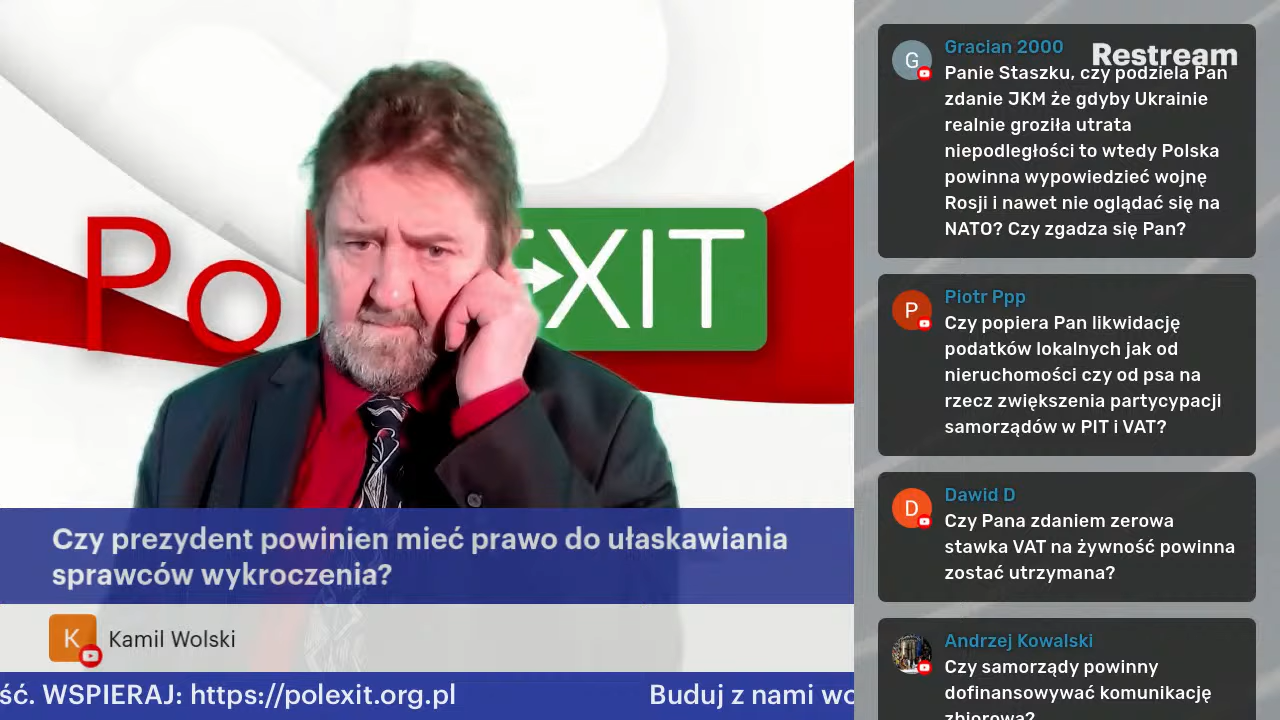 PolEXIT
Czy prezydent powinien mieć prawo do ułaskawiania
sprawców wykroczenia?
K
Kamil Wolski
ść. WSPIERAJ: https://polexit.org.pl
Buduj z nami wo
Restream
G
Gracian 2000
Panie Staszku, czy podziela Pan
zdanie JKM że gdyby Ukrainie
realnie groziła utrata
niepodległości to wtedy Polska
powinna wypowiedzieć wojnę
Rosji i nawet nie oglądać się na
NATO? Czy zgadza się Pan?
P
Piotr Ppp
Czy popiera Pan likwidację
podatków lokalnych jak od
nieruchomości czy od psa na
rzecz zwiększenia partycypacji
samorządów w PIT i VAT?
D
Dawid D
Czy Pana zdaniem zerowa
stawka VAT na żywność powinna
zostać utrzymana?
Andrzej Kowalski
Czy samorządy powinny
dofinansowywać komunikację
zbiorową?